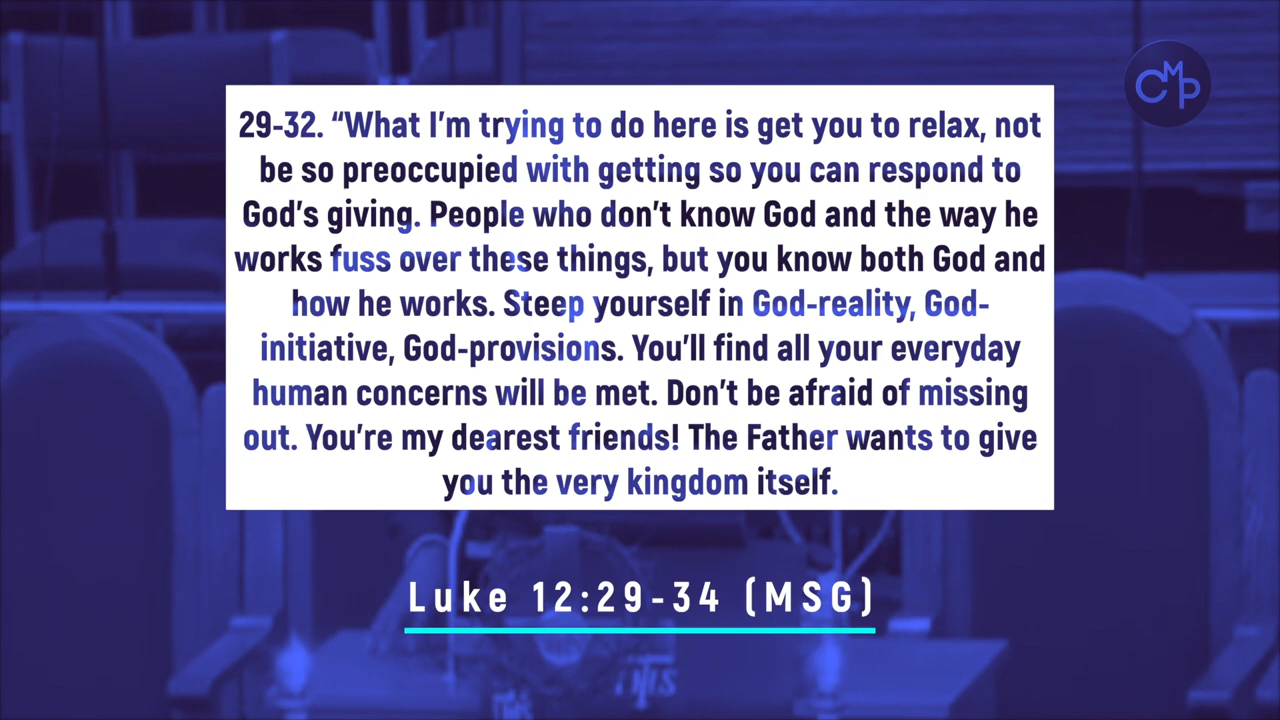 CMP
29-32. “What I’m trying to do here is get you to relax, not
be so preoccupied with getting so you can respond to
God’s giving. People who don’t know God and the way he
works fuss over these things, but you know both God and
how he works. Steep yourself in God-reality, God-
initiative, God-provisions. You’ll find all your everyday
human concerns will be met. Don’t be afraid of missing
out. You’re my dearest friends! The Father wants to give
you the very kingdom itself.
Luke 12:29-34 (MSG)